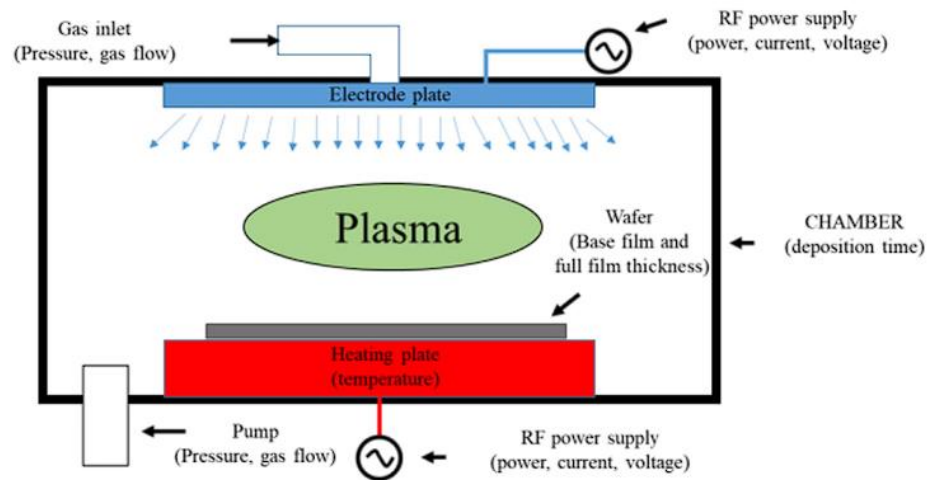 Gas inlet
(Pressure, gas flow)
RF power supply
(power, current, voltage)
Electrode plate
Plasma
Wafer
(Base film and
full film thickness)
CHAMBER
(deposition time)
Heating plate
(temperature)
Pump
(Pressure, gas flow)
RF power supply
(power, current, voltage)